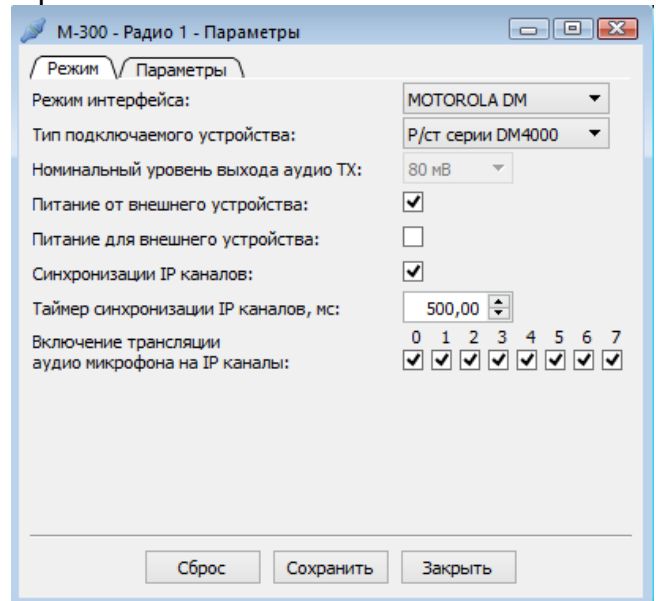 М-300 - Радио 1 - Параметры
Режим Параметры
Режим интерфейса: MOTOROLA DM
Тип подключаемого устройства: Р/ст серии DM4000
Номинальный уровень выхода аудио TX: 80 мВ
Питание от внешнего устройства:
Питание для внешнего устройства:
Синхронизации IP каналов:
Таймер синхронизации IP каналов, мс: 500,00
Включение трансляции 0 1 2 3 4 5 6 7
аудио микрофона на IP каналы:
Сброс Сохранить Закрыть